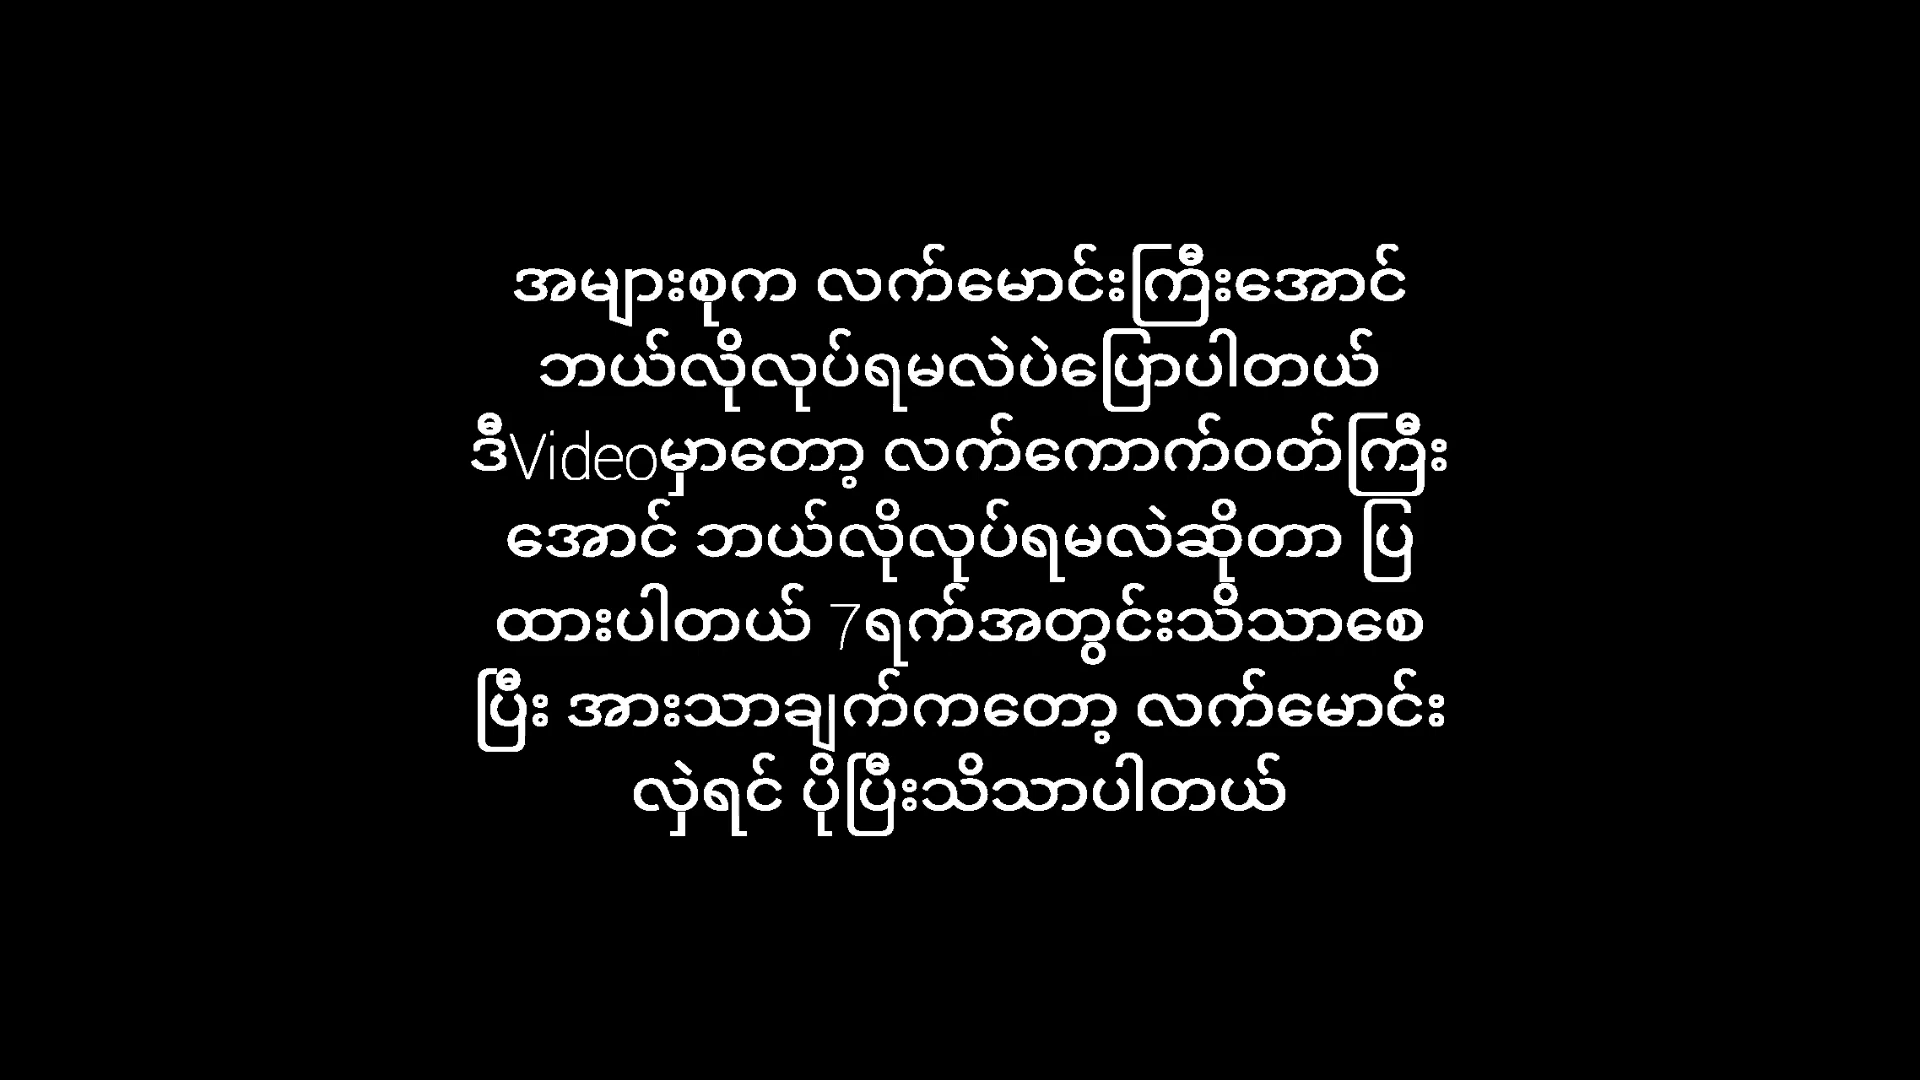 အများစုက လက်မောင်းကြီးအောင်
ဘယ်လိုလုပ်ရမလဲပဲပြောပါတယ်
ဒီVideoမှာတော့ လက်ကောက်ဝတ်ကြီး
အောင် ဘယ်လိုလုပ်ရမလဲဆိုတာ ပြ
ထားပါတယ် 7ရက်အတွင်းသိသာစေ
ပြီး အားသာချက်ကတော့ လက်မောင်း
လှဲရင် ပိုပြီးသိသာပါတယ်